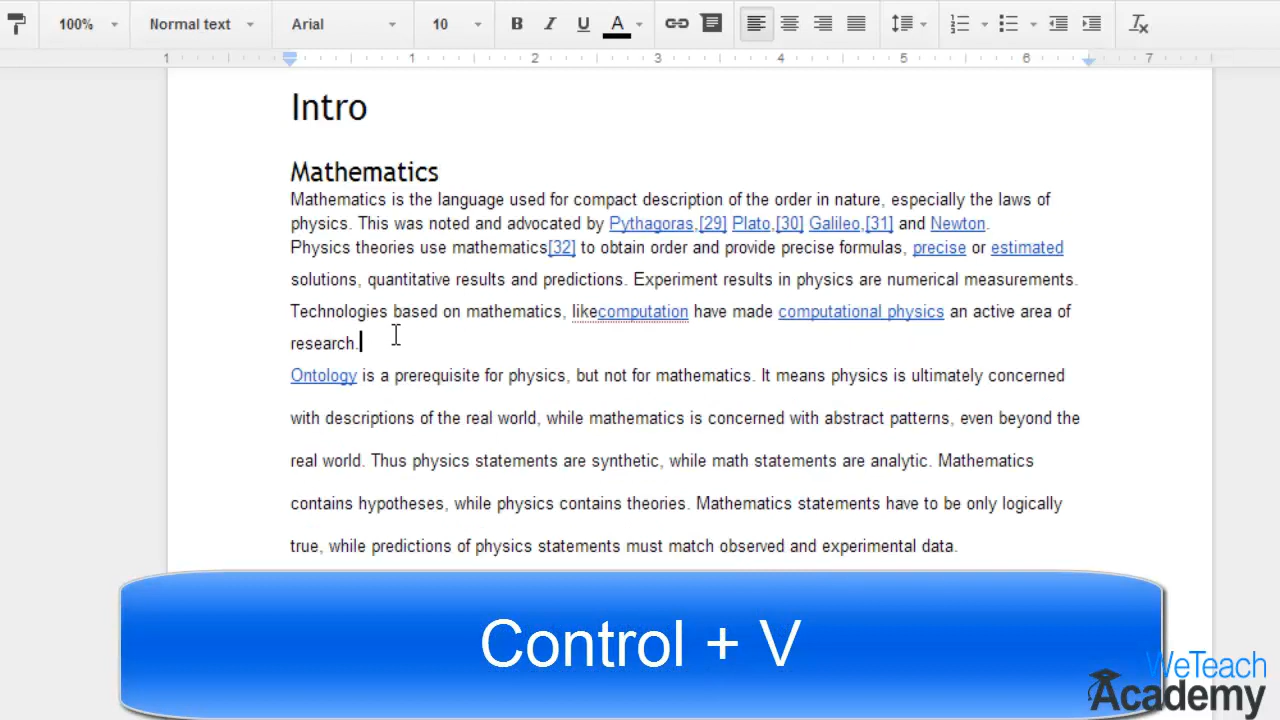 100% Normal text Arial 10 B I U A
1 1 2 3 4 5 6 7
Intro
Mathematics
Mathematics is the language used for compact description of the order in nature, especially the laws of
physics. This was noted and advocated by Pythagoras,[29] Plato,[30] Galileo,[31] and Newton.
Physics theories use mathematics[32] to obtain order and provide precise formulas, precise or estimated
solutions, quantitative results and predictions. Experiment results in physics are numerical measurements.
Technologies based on mathematics, likecomputation have made computational physics an active area of
research.
Ontology is a prerequisite for physics, but not for mathematics. It means physics is ultimately concerned
with descriptions of the real world, while mathematics is concerned with abstract patterns, even beyond the
real world. Thus physics statements are synthetic, while math statements are analytic. Mathematics
contains hypotheses, while physics contains theories. Mathematics statements have to be only logically
true, while predictions of physics statements must match observed and experimental data.
Control + V
WeTeach
Academy